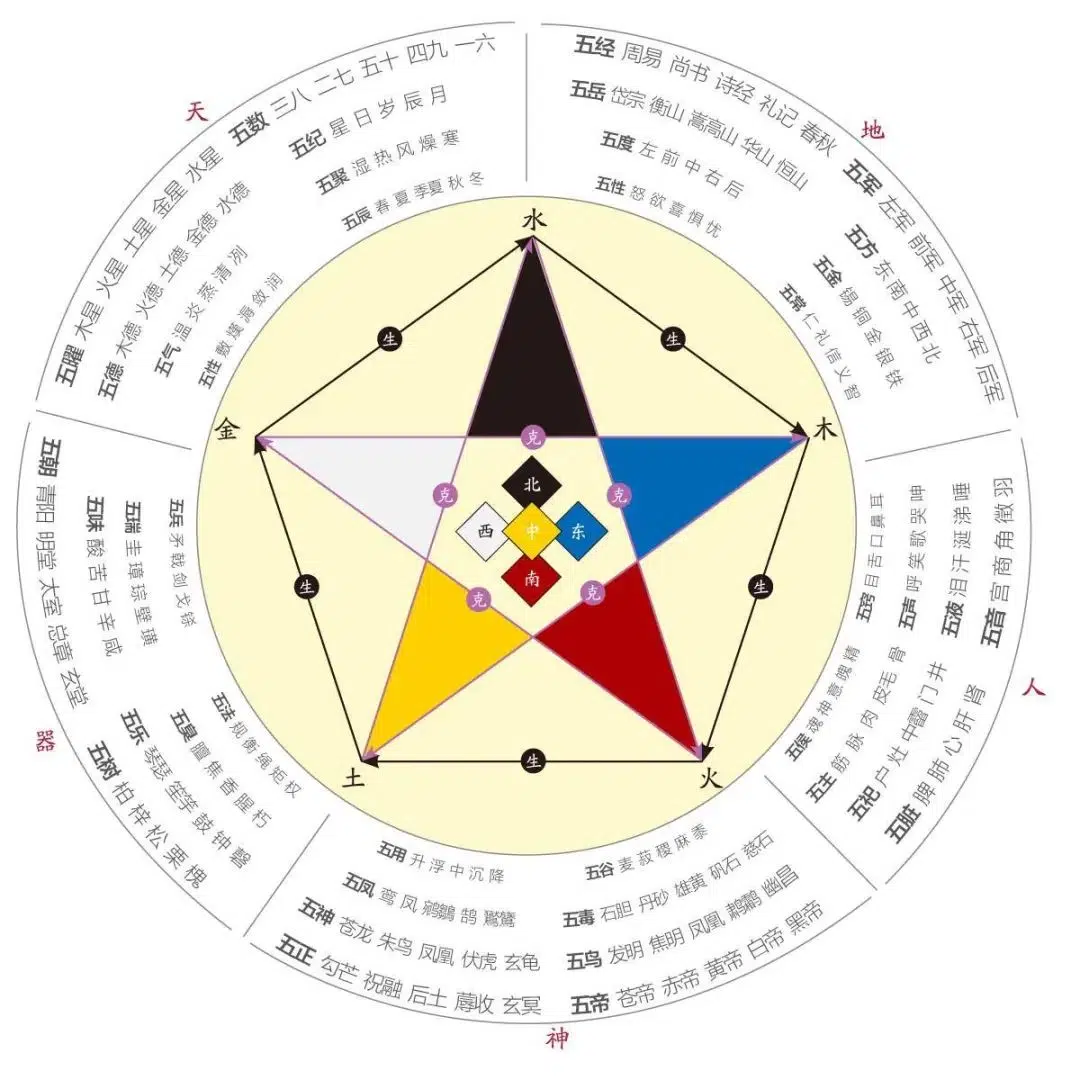 天
五数 三八 二七 五十 四九 一六
五纪 星 日 岁 辰 月
五聚 湿 热 风 燥 寒
五辰 春 夏 季夏 秋 冬
五曜 木星 火星 土星 金星 水星
五德 木德 火德 土德 金德 水德
五气 温 炎 蒸 清 冽
五性 敷 燠 溽 敛 润
地
五经 周易 尚书 诗经 礼记 春秋
五岳 岱宗 衡山 嵩高山 华山 恒山
五度 左 前 中 右 后
五性 怒 欲 喜 惧 忧
五军 左军 前军 中军 右军 后军
五方 东 南 中 西 北
五金 锡 铜 金 银 铁
五常 仁 礼 信 义 智
人
五窍 目 舌 口 鼻 耳
五声 呼 笑 歌 哭 呻
五液 泪 汗 涎 涕 唾
五音 宫 商 角 徵 羽
五侯 魂 神 意 魄 精
五主 筋 脉 肉 皮毛 骨
五祀 户 灶 中霤 门 井
五脏 脾 肺 心 肝 肾
神
五谷 麦 菽 稷 麻 黍
五毒 石胆 丹砂 雄黄 矾石 慈石
五鸟 发明 焦明 凤凰 鹔鹴 幽昌
五帝 苍帝 赤帝 黄帝 白帝 黑帝
五用 升 浮 中 沉 降
五凤 鸾 凤 鹓鶵 鹄 鸑鷟
五神 苍龙 朱鸟 凤凰 伏虎 玄龟
五正 勾芒 祝融 后土 蓐收 玄冥
器
五朝 青阳 明堂 太室 总章 玄堂
五味 酸 苦 甘 辛 咸
五瑞 圭 璋 琮 璧 璜
五兵 矛 戟 剑 戈 铩
五法 规 衡 绳 矩 权
五臭 膻 焦 香 腥 朽
五乐 琴瑟 笙竽 鼓 钟 磬
五树 柏 梓 松 栗 槐
水
生
生
金
木
克
克
克
北
西
中
东
南
生
生
克
克
土
生
火